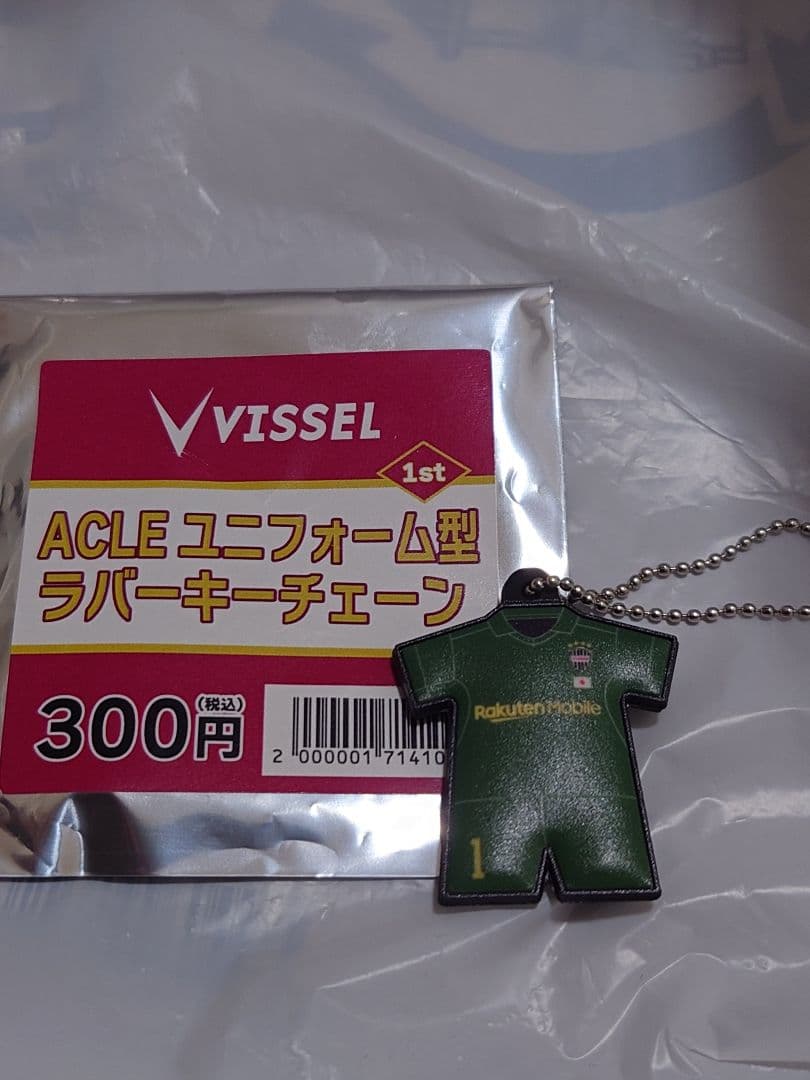 VISSEL
1st
ACLE ユニフォーム型
ラバーキーチェーン
300円(税込)
2 000001 71410
Rakuten Mobile
1